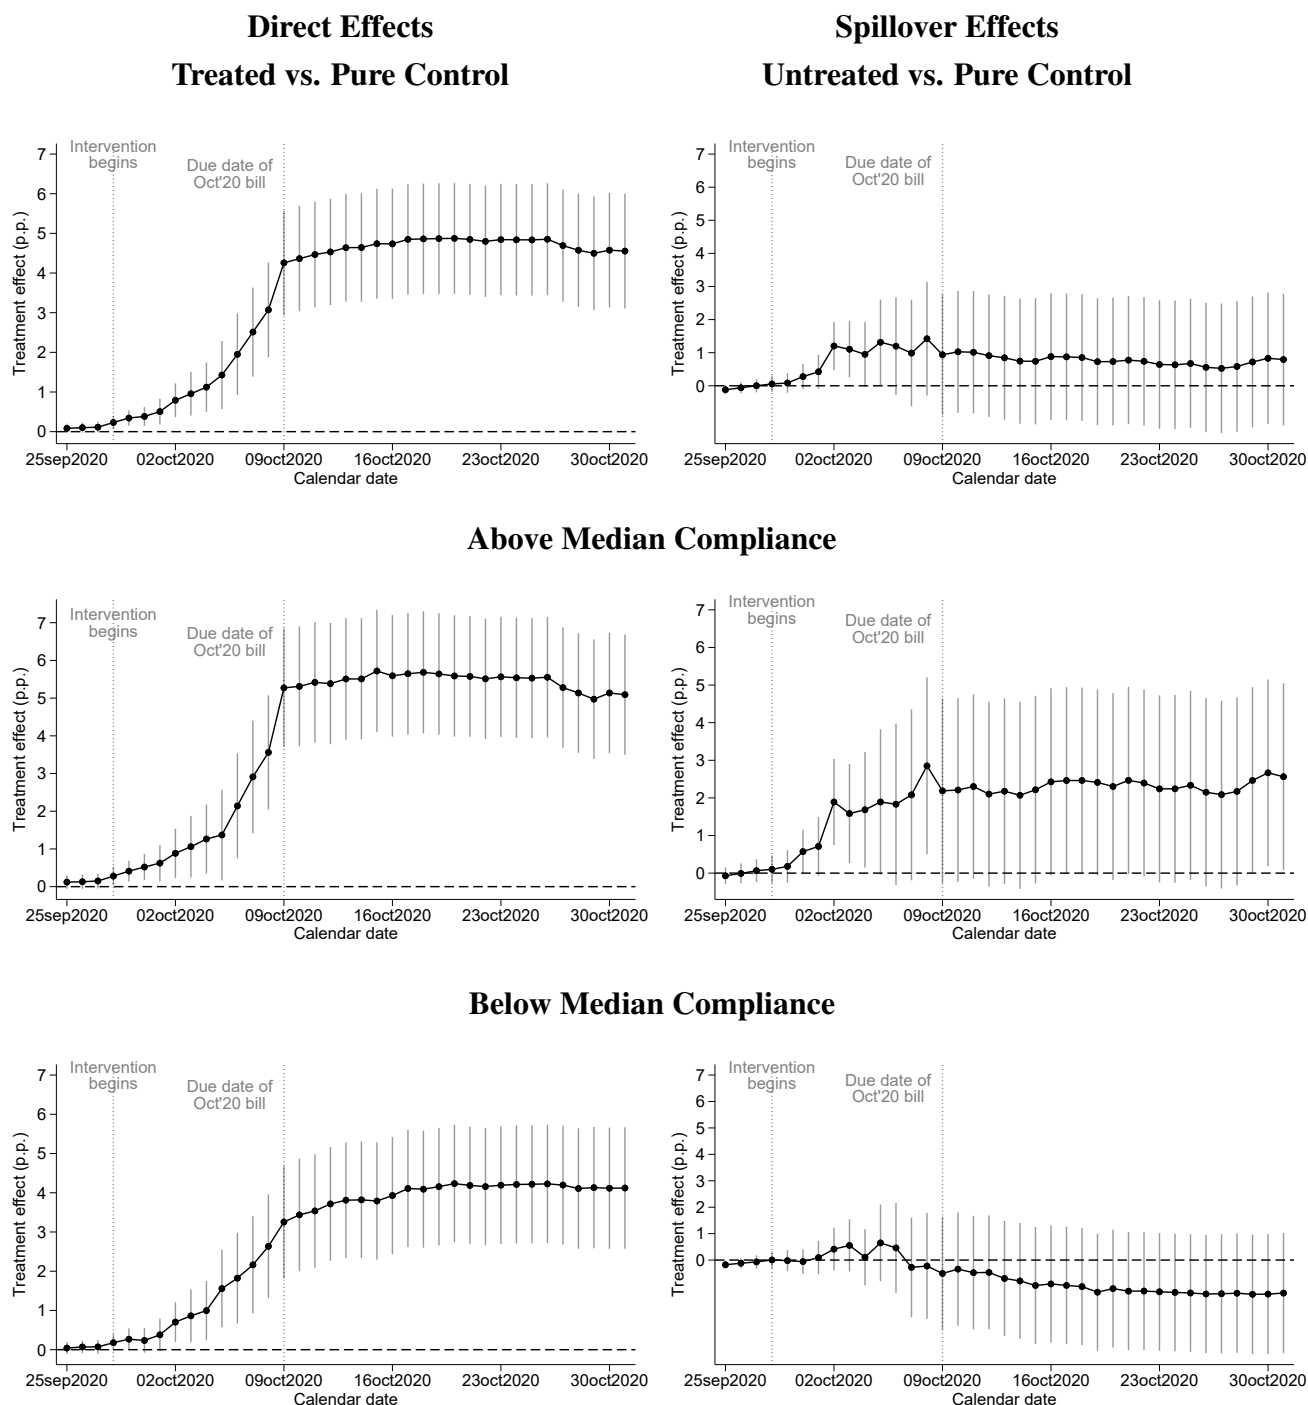 Direct Effects
Treated vs. Pure Control
Spillover Effects
Untreated vs. Pure Control
Treatment effect (p.p.)
7
6
5
4
3
2
1
0
Intervention
begins
Due date of
Oct'20 bill
25sep2020 02oct2020 09oct2020 16oct2020 23oct2020 30oct2020
Calendar date
Treatment effect (p.p.)
7
6
5
4
3
2
1
0
Intervention
begins
Due date of
Oct'20 bill
25sep2020 02oct2020 09oct2020 16oct2020 23oct2020 30oct2020
Calendar date
Above Median Compliance
Treatment effect (p.p.)
7
6
5
4
3
2
1
0
Intervention
begins
Due date of
Oct'20 bill
25sep2020 02oct2020 09oct2020 16oct2020 23oct2020 30oct2020
Calendar date
Treatment effect (p.p.)
7
6
5
4
3
2
1
0
Intervention
begins
Due date of
Oct'20 bill
25sep2020 02oct2020 09oct2020 16oct2020 23oct2020 30oct2020
Calendar date
Below Median Compliance
Treatment effect (p.p.)
7
6
5
4
3
2
1
0
Intervention
begins
Due date of
Oct'20 bill
25sep2020 02oct2020 09oct2020 16oct2020 23oct2020 30oct2020
Calendar date
Treatment effect (p.p.)
7
6
5
4
3
2
1
0
Intervention
begins
Due date of
Oct'20 bill
25sep2020 02oct2020 09oct2020 16oct2020 23oct2020 30oct2020
Calendar date